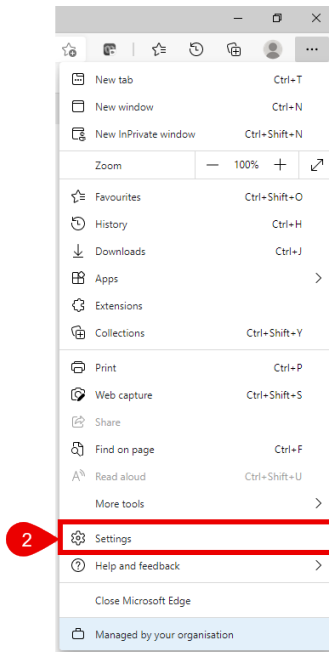 New tab Ctrl+T
New window Ctrl+N
New InPrivate window Ctrl+Shift+N
Zoom — 100% +
Favourites Ctrl+Shift+O
History Ctrl+H
Downloads Ctrl+J
Apps
Extensions
Collections Ctrl+Shift+Y
Print Ctrl+P
Web capture Ctrl+Shift+S
Share
Find on page Ctrl+F
Read aloud Ctrl+Shift+U
More tools
2 Settings
Help and feedback
Close Microsoft Edge
Managed by your organisation